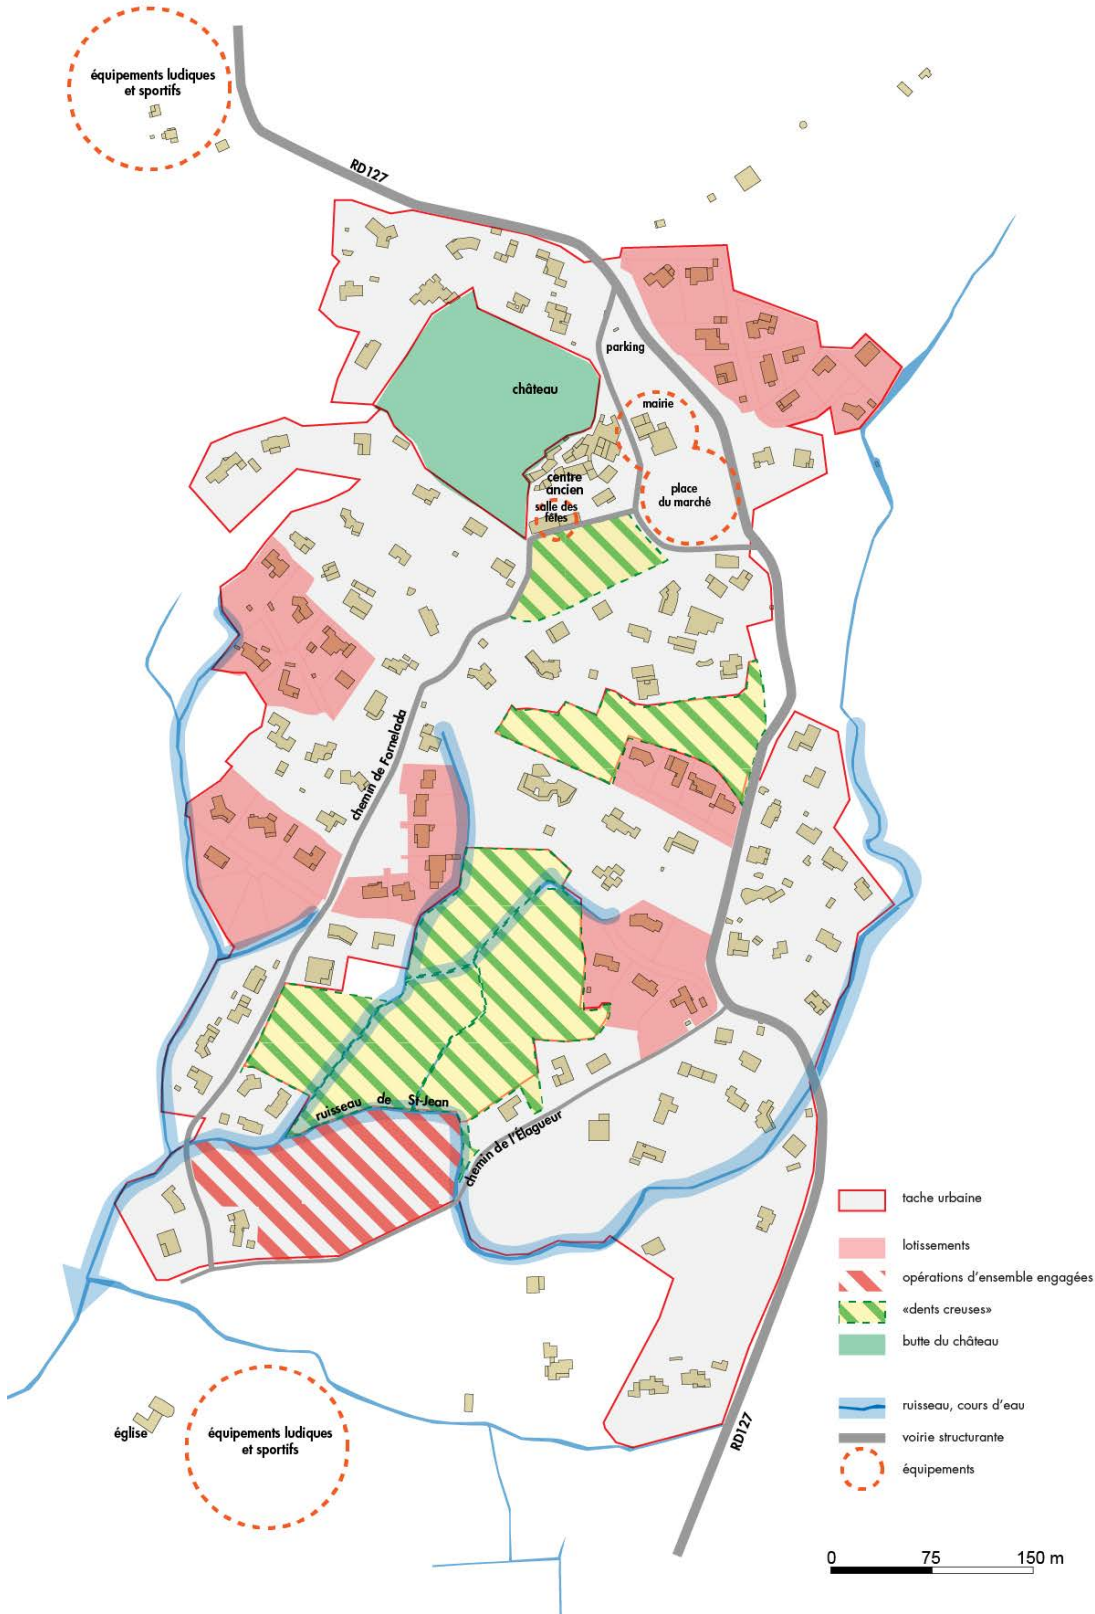 équipements ludiques
et sportifs
RD127
parking
château
mairie
centre
ancien
place
du marché
salle des
fêtes
chemin de Fornelada
ruisseau de St-Jean
chemin de l'Élagueur
tache urbaine
lotissements
opérations d'ensemble engagées
«dents creuses»
butte du château
ruisseau, cours d'eau
voirie structurante
équipements
église
équipements ludiques
et sportifs
RD127
0 75 150 m